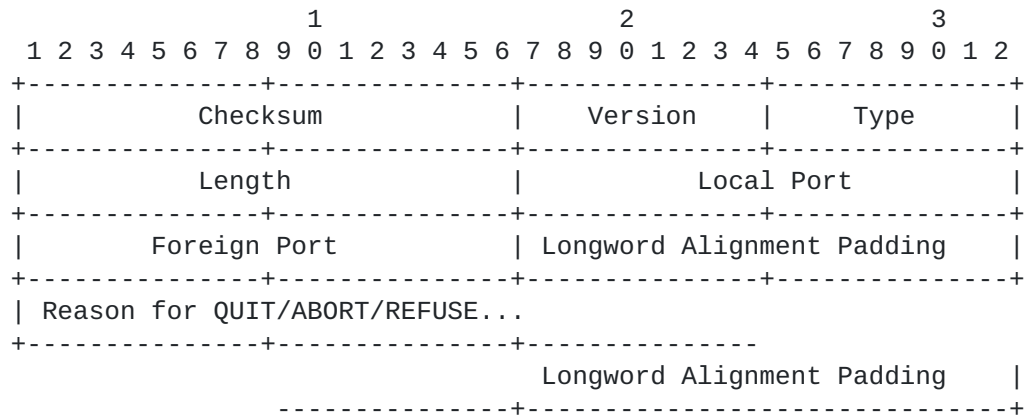 1                   2                   3
 1 2 3 4 5 6 7 8 9 0 1 2 3 4 5 6 7 8 9 0 1 2 3 4 5 6 7 8 9 0 1 2
+---------------+---------------+---------------+---------------+
|           Checksum            |    Version    |     Type      |
+---------------+---------------+---------------+---------------+
|           Length              |           Local Port          |
+---------------+---------------+---------------+---------------+
|        Foreign Port           | Longword Alignment Padding    |
+---------------+---------------+---------------+---------------+
| Reason for QUIT/ABORT/REFUSE...
+---------------+---------------+---------------
                                  Longword Alignment Padding    |
                 ---------------+-------------------------------+